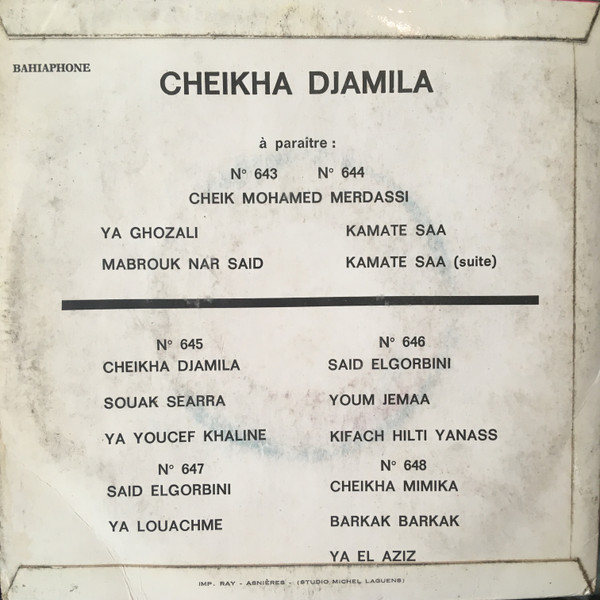 BAHIAPHONE
CHEIKHA DJAMILA
à paraître :
N° 643 N° 644
CHEIK MOHAMED MERDASSI
YA GHOZALI KAMATE SAA
MABROUK NAR SAID KAMATE SAA (suite)
N° 645
CHEIKHA DJAMILA
SOUAK SEARRA
YA YOUCEF KHALINE
N° 646
SAID ELGORBINI
YOUM JEMAA
KIFACH HILTI YANASS
N° 647
SAID ELGORBINI
YA LOUACHME
N° 648
CHEIKHA MIMIKA
BARKAK BARKAK
YA EL AZIZ
IMP. RAY - ASNIÈRES - (STUDIO MICHEL LAGUENS)